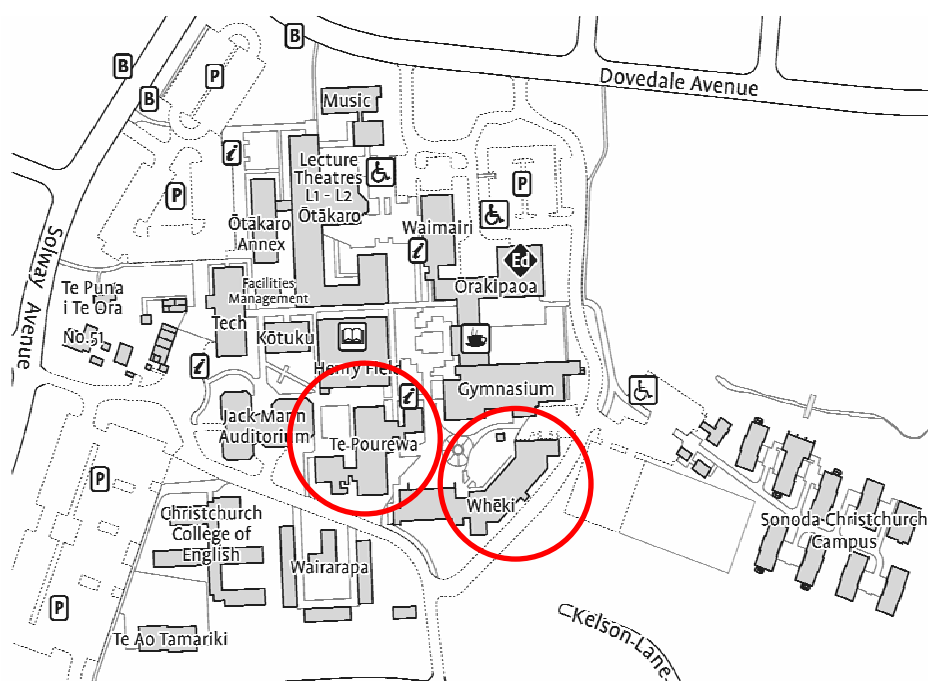 B
B
B
P
Dovedale Avenue
Music
i
Lecture
Theatres
L1 - L2
Ōtākaro
P
P
Ōtākaro
Annex
Waimairi
i
Ed
Solway Avenue
Te Puna
i Te Ora
Facilities
Management
Orakipaoa
No.51
Tech
Kōtuku
Henry Field
i
Gymnasium
i
Jack Mann
Auditorium
Te Pourewa
P
Whēki
Christchurch
College of
English
Sonoda-Christchurch
Campus
Wairarapa
P
Te Ao Tamariki
Kelson-Lane